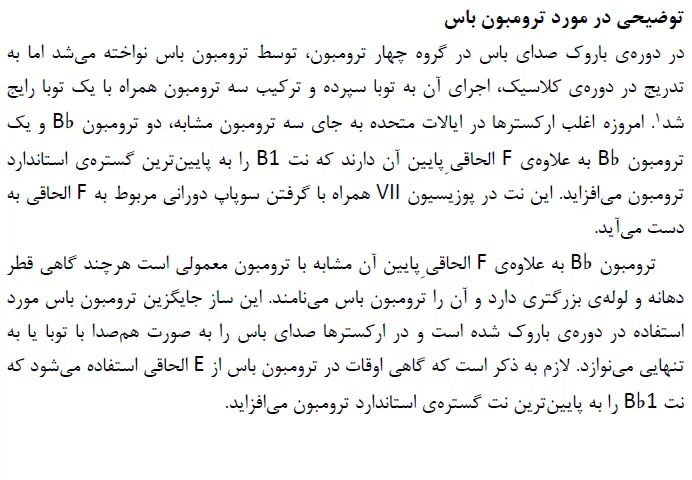 توضیحی در مورد ترومبون باس
در دوره‌ی باروک صدای باس در گروه چهار ترومبون، توسط ترومبون باس نواخته می‌شد اما به
تدریج در دوره‌ی کلاسیک، اجرای آن به توبا سپرده و ترکیب سه ترومبون همراه با یک توبا رایج
شد۱. امروزه اغلب ارکسترها در ایالات متحده به جای سه ترومبون مشابه، دو ترومبون B♭ و یک
ترومبون B♭ به علاوه‌ی F الحاقی ِپایین آن دارند که نت B1 را به پایین‌ترین گستره‌ی استاندارد
ترومبون می‌افزاید. این نت در پوزیسیون VII همراه با گرفتن سوپاپ دورانی مربوط به F الحاقی به
دست می‌آید.
ترومبون B♭ به علاوه‌ی F الحاقی ِپایین آن مشابه با ترومبون معمولی است هرچند گاهی قطر
دهانه و لوله‌ی بزرگتری دارد و آن را ترومبون باس می‌نامند. این ساز جایگزین ترومبون باس مورد
استفاده در دوره‌ی باروک شده است و در ارکسترها صدای باس را به صورت هم‌صدا با توبا یا به
تنهایی می‌نوازد. لازم به ذکر است که گاهی اوقات در ترومبون باس از E الحاقی استفاده می‌شود که
نت B♭1 را به پایین‌ترین نت گستره‌ی استاندارد ترومبون می‌افزاید.